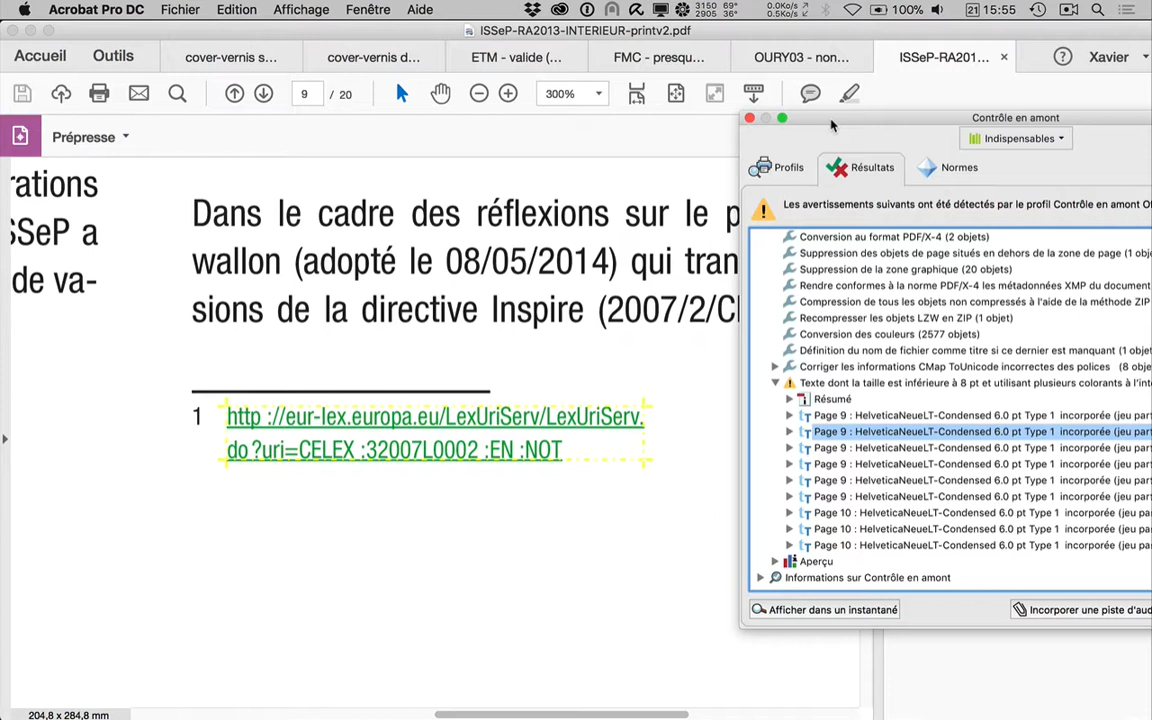 Acrobat Pro DC Fichier Edition Affichage Fenêtre Aide 3150 69° 2905 36° 0.0Ko/s 0.5Ko/s 100% 21 15:55
ISSeP-RA2013-INTERIEUR-printv2.pdf
Accueil Outils cover-vernis s... cover-vernis d... ETM - valide (... FMC - presqu... OURY03 - non... ISSeP-RA201... × ? Xavier
9 / 20 300%
Contrôle en amont
Prépresse
Indispensables
Profils Résultats Normes
Les avertissements suivants ont été détectés par le profil Contrôle en amont Of
Conversion au format PDF/X-4 (2 objets)
Suppression des objets de page situés en dehors de la zone de page (1 obje
Suppression de la zone graphique (20 objets)
Rendre conformes à la norme PDF/X-4 les métadonnées XMP du document
Compression de tous les objets non compressés à l'aide de la méthode ZIP
Recompresser les objets LZW en ZIP (1 objet)
Conversion des couleurs (2577 objets)
Définition du nom de fichier comme titre si ce dernier est manquant (1 obje
Corriger les informations CMap ToUnicode incorrectes des polices (8 obje
Texte dont la taille est inférieure à 8 pt et utilisant plusieurs colorants à l'inte
Résumé
Page 9 : HelveticaNeueLT-Condensed 6.0 pt Type 1 incorporée (jeu par
Page 9 : HelveticaNeueLT-Condensed 6.0 pt Type 1 incorporée (jeu par
Page 9 : HelveticaNeueLT-Condensed 6.0 pt Type 1 incorporée (jeu par
Page 9 : HelveticaNeueLT-Condensed 6.0 pt Type 1 incorporée (jeu par
Page 9 : HelveticaNeueLT-Condensed 6.0 pt Type 1 incorporée (jeu par
Page 9 : HelveticaNeueLT-Condensed 6.0 pt Type 1 incorporée (jeu par
Page 10 : HelveticaNeueLT-Condensed 6.0 pt Type 1 incorporée (jeu par
Page 10 : HelveticaNeueLT-Condensed 6.0 pt Type 1 incorporée (jeu par
Page 10 : HelveticaNeueLT-Condensed 6.0 pt Type 1 incorporée (jeu par
Aperçu
Informations sur Contrôle en amont
Afficher dans un instantané Incorporer une piste d'aud
rations
SSeP a
de va-
Dans le cadre des réflexions sur le p
wallon (adopté le 08/05/2014) qui tran
sions de la directive Inspire (2007/2/CE
1 http ://eur-lex.europa.eu/LexUriServ/LexUriServ.
do ?uri=CELEX :32007L0002 :EN :NOT
204,8 x 284,8 mm